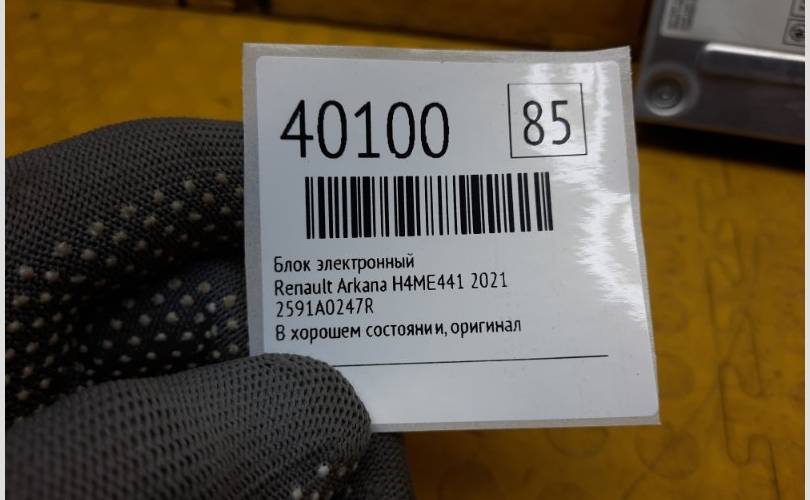 40100
85
Блок электронный
Renault Arkana H4ME441 2021
2591A0247R
В хорошем состоянии, оригинал